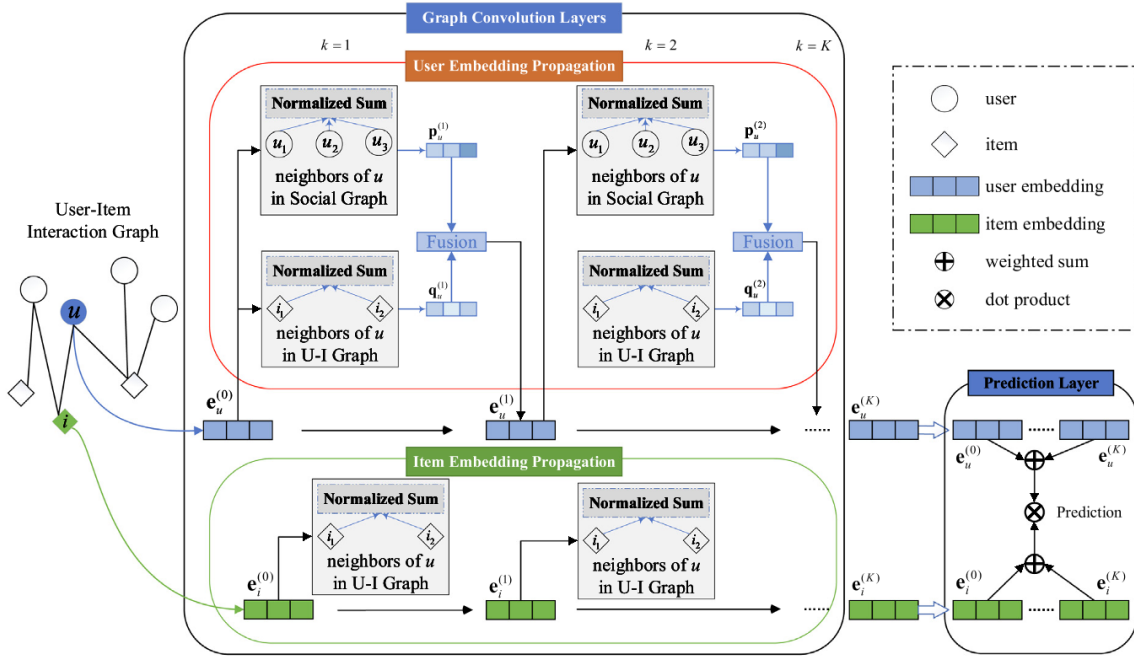 Graph Convolution Layers
k = 1
k = 2
k = K
User Embedding Propagation
Normalized Sum
u₁
u₂
u₃
neighbors of u
in Social Graph
p_u^(1)
Fusion
Normalized Sum
i₁
i₂
neighbors of u
in U-I Graph
q_u^(1)
Normalized Sum
u₁
u₂
u₃
neighbors of u
in Social Graph
p_u^(2)
Fusion
Normalized Sum
i₁
i₂
neighbors of u
in U-I Graph
q_u^(2)
User-Item
Interaction Graph
u
i
e_u^(0)
e_u^(1)
......
e_u^(K)
Item Embedding Propagation
Normalized Sum
i₁
i₂
neighbors of u
in U-I Graph
Normalized Sum
i₁
i₂
neighbors of u
in U-I Graph
e_i^(0)
e_i^(1)
......
e_i^(K)
user
item
user embedding
item embedding
weighted sum
dot product
Prediction Layer
......
e_u^(0)
e_u^(K)
Prediction
e_i^(0)
e_i^(K)
......